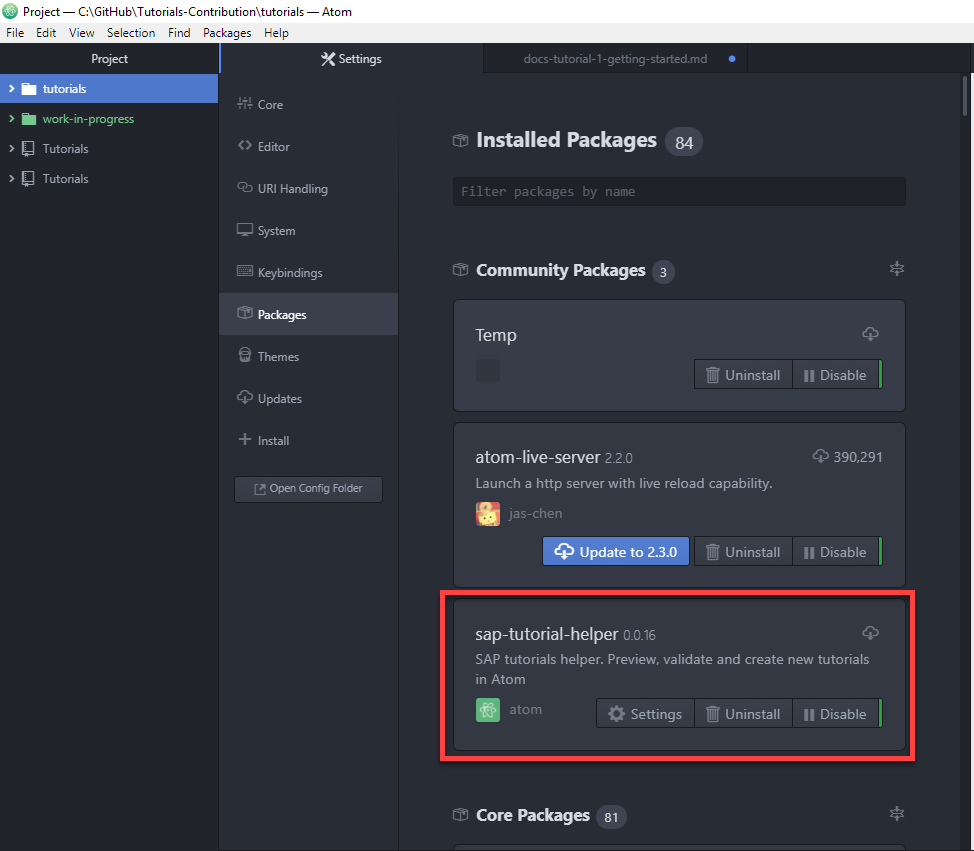 Project — C:\GitHub\Tutorials-Contribution\tutorials — Atom
File Edit View Selection Find Packages Help
Project
Settings
docs-tutorial-1-getting-started.md
tutorials
work-in-progress
Tutorials
Tutorials
Core
Editor
URI Handling
System
Keybindings
Packages
Themes
Updates
Install
Open Config Folder
Installed Packages 84
Filter packages by name
Community Packages 3
Temp
Uninstall Disable
atom-live-server 2.2.0 390,291
Launch a http server with live reload capability.
jas-chen
Update to 2.3.0 Uninstall Disable
sap-tutorial-helper 0.0.16
SAP tutorials helper. Preview, validate and create new tutorials
in Atom
atom
Settings Uninstall Disable
Core Packages 81